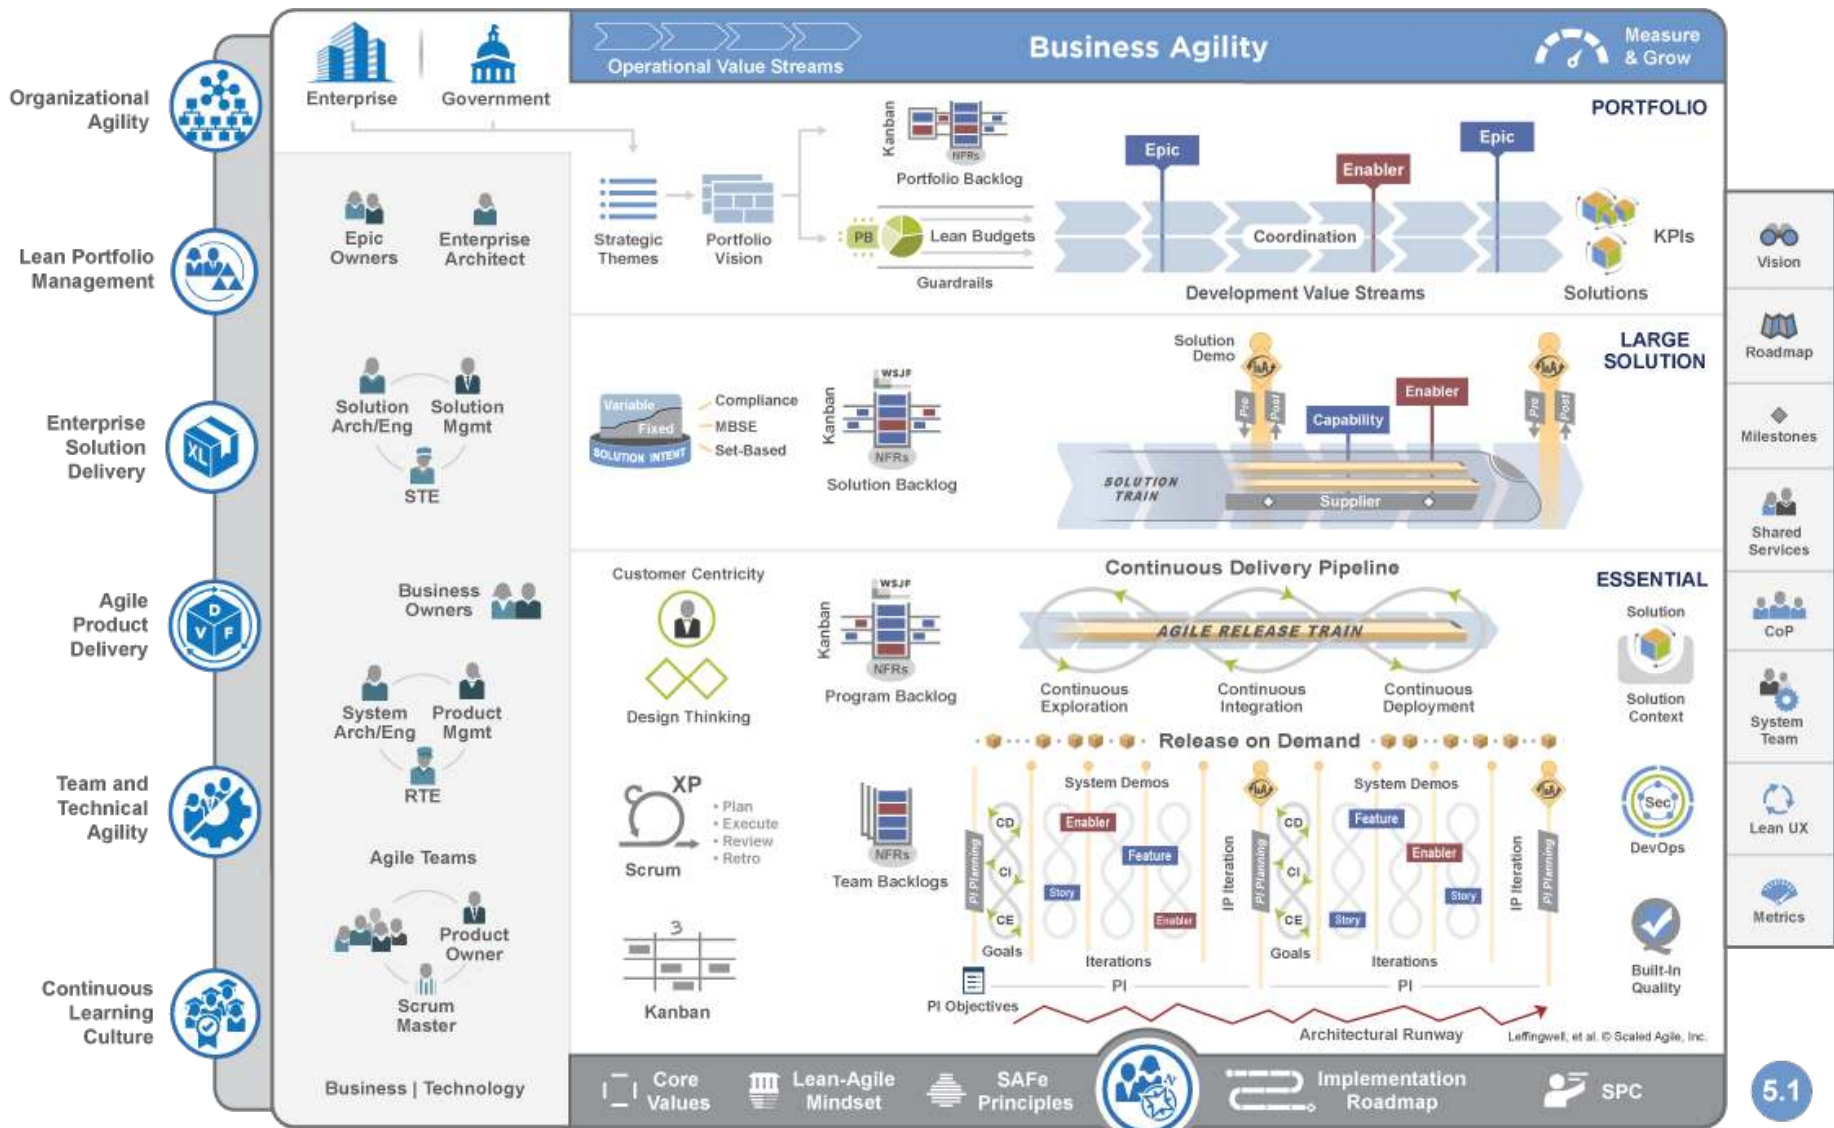 Organizational
Agility
Lean Portfolio
Management
Enterprise
Solution
Delivery
Agile
Product
Delivery
Team and
Technical
Agility
Continuous
Learning
Culture
XL
D
V
F
Enterprise
Government
Operational Value Streams
Business Agility
Measure
& Grow
PORTFOLIO
Epic
Owners
Enterprise
Architect
Strategic
Themes
Portfolio
Vision
Kanban
NFRs
Portfolio Backlog
PB
Lean Budgets
Guardrails
Epic
Enabler
Epic
Coordination
KPIs
Development Value Streams
Solutions
LARGE
SOLUTION
Solution
Arch/Eng
Solution
Mgmt
STE
Variable
Fixed
SOLUTION INTENT
Compliance
MBSE
Set-Based
WSJF
Kanban
NFRs
Solution Backlog
Solution
Demo
I&A
Pre
Post
Capability
Enabler
I&A
Pre
Post
SOLUTION
TRAIN
Supplier
ESSENTIAL
Business
Owners
System
Arch/Eng
Product
Mgmt
RTE
Agile Teams
Product
Owner
Scrum
Master
Business | Technology
Customer Centricity
Design Thinking
WSJF
Kanban
NFRs
Program Backlog
Continuous Delivery Pipeline
AGILE RELEASE TRAIN
Continuous
Exploration
Continuous
Integration
Continuous
Deployment
Solution
Solution
Context
Release on Demand
XP
• Plan
• Execute
• Review
• Retro
Scrum
NFRs
Team Backlogs
3
Kanban
System Demos
I&A
System Demos
I&A
PI Planning
CD
CI
CE
Enabler
Feature
Story
Enabler
IP Iteration
PI Planning
CD
CI
CE
Feature
Enabler
Story
Story
IP Iteration
PI Planning
Goals
Iterations
Goals
Iterations
PI Objectives
PI
PI
Architectural Runway
Leffingwell, et al. © Scaled Agile, Inc.
Sec
DevOps
Built-In
Quality
Vision
Roadmap
Milestones
Shared
Services
CoP
System
Team
Lean UX
Metrics
Core
Values
Lean-Agile
Mindset
SAFe
Principles
N
Implementation
Roadmap
SPC
5.1